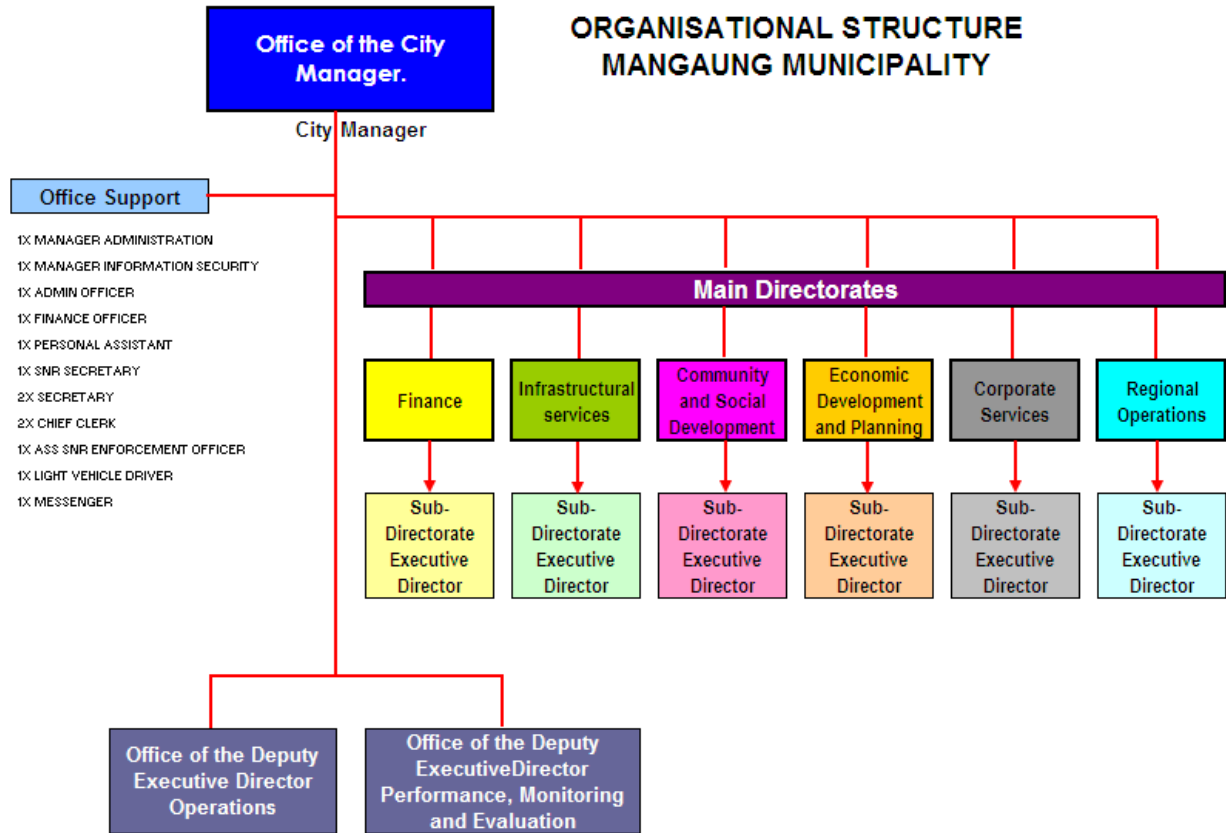 ORGANISATIONAL STRUCTURE
MANGAUNG MUNICIPALITY
Office of the City
Manager.
City Manager
Office Support
1X MANAGER ADMINISTRATION
1X MANAGER INFORMATION SECURITY
1X ADMIN OFFICER
1X FINANCE OFFICER
1X PERSONAL ASSISTANT
1X SNR SECRETARY
2X SECRETARY
2X CHIEF CLERK
1X ASS SNR ENFORCEMENT OFFICER
1X LIGHT VEHICLE DRIVER
1X MESSENGER
Main Directorates
Finance
Infrastructural
services
Community
and Social
Development
Economic
Development
and Planning
Corporate
Services
Regional
Operations
Sub-
Directorate
Executive
Director
Sub-
Directorate
Executive
Director
Sub-
Directorate
Executive
Director
Sub-
Directorate
Executive
Director
Sub-
Directorate
Executive
Director
Sub-
Directorate
Executive
Director
Office of the Deputy
Executive Director
Operations
Office of the Deputy
ExecutiveDirector
Performance, Monitoring
and Evaluation